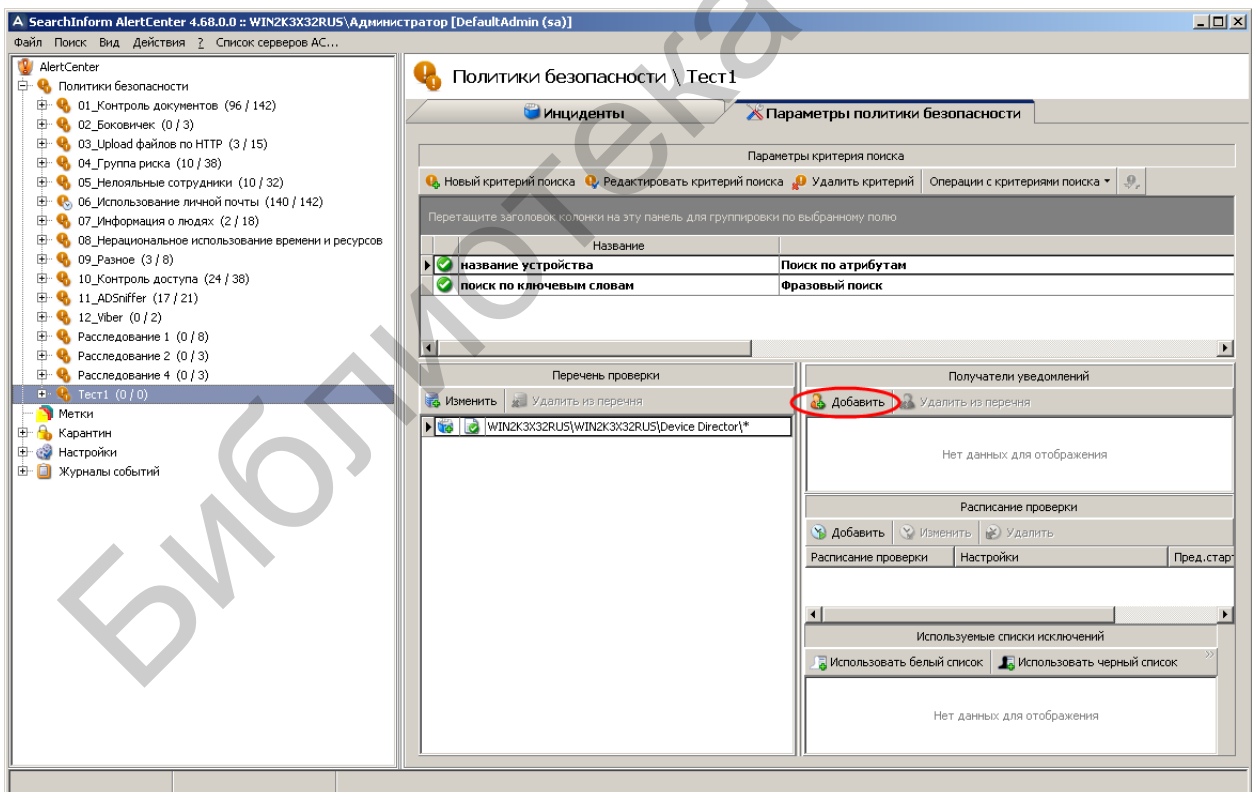 SearchInform AlertCenter 4.68.0.0 :: WIN2K3X32RUS\Администратор [DefaultAdmin (sa)]
Файл Поиск Вид Действия ? Список серверов АС...
AlertCenter
Политики безопасности
01_Контроль документов (96 / 142)
02_Боковичек (0 / 3)
03_Upload файлов по HTTP (3 / 15)
04_Группа риска (10 / 38)
05_Нелояльные сотрудники (10 / 32)
06_Использование личной почты (140 / 142)
07_Информация о людях (2 / 18)
08_Нерациональное использование времени и ресурсов
09_Разное (3 / 8)
10_Контроль доступа (24 / 38)
11_ADSniffer (17 / 21)
12_Viber (0 / 2)
Расследование 1 (0 / 8)
Расследование 2 (0 / 3)
Расследование 4 (0 / 3)
Тест1 (0 / 0)
Метки
Карантин
Настройки
Журналы событий
Политики безопасности \ Тест1
Инциденты
Параметры политики безопасности
Параметры критерия поиска
Новый критерий поиска Редактировать критерий поиска Удалить критерий Операции с критериями поиска
Перетащите заголовок колонки на эту панель для группировки по выбранному полю
Название
название устройства Поиск по атрибутам
поиск по ключевым словам Фразовый поиск
Перечень проверки
Изменить Удалить из перечня
WIN2K3X32RUS\WIN2K3X32RUS\Device Director\*
Получатели уведомлений
Добавить Удалить из перечня
Нет данных для отображения
Расписание проверки
Добавить Изменить Удалить
Расписание проверки Настройки Пред.старт
Используемые списки исключений
Использовать белый список Использовать черный список
Нет данных для отображения
Библиотека